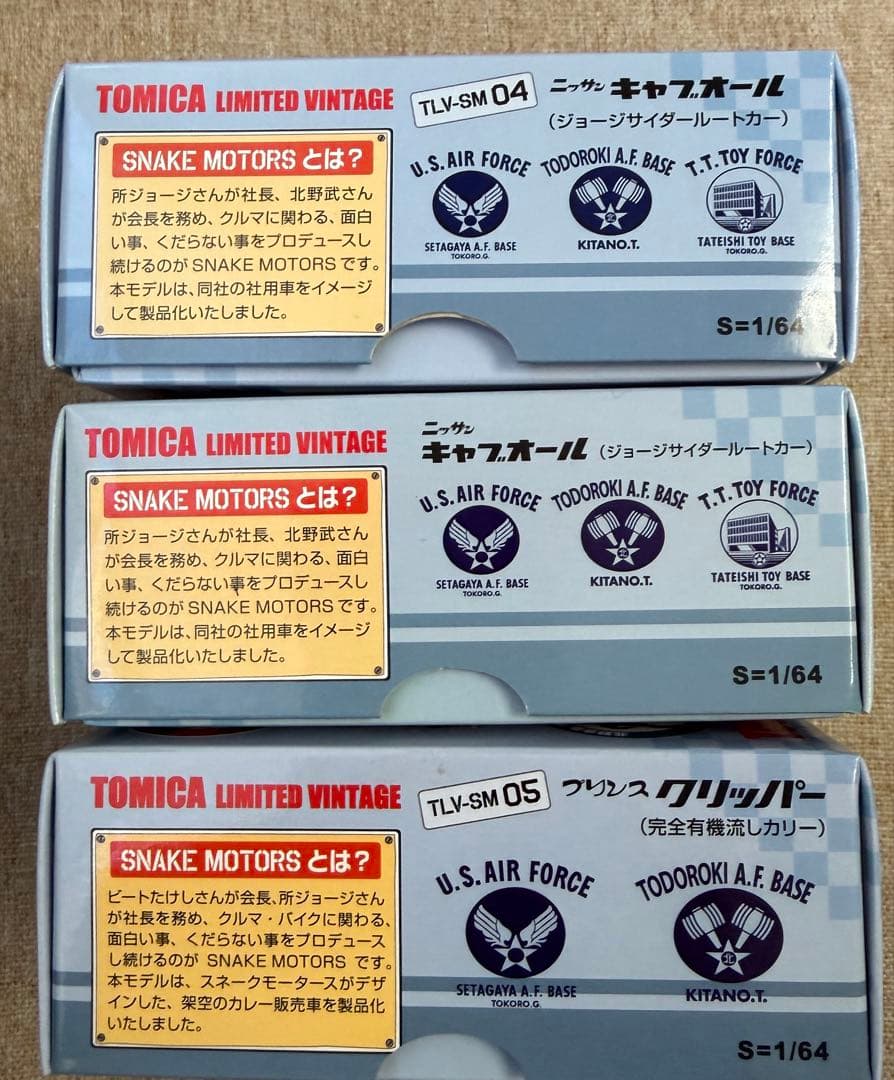 TOMICA LIMITED VINTAGE
TLV-SM 04
ニッサン キャブオール
(ジョージサイダールートカー)
SNAKE MOTORS とは?
所ジョージさんが社長、北野武さん
が会長を務め、クルマに関わる、面白
い事、くだらない事をプロデュースし
続けるのが SNAKE MOTORS です。
本モデルは、同社の社用車をイメージ
して製品化いたしました。
U.S. AIR FORCE
SETAGAYA A.F. BASE
TOKORO.G.
TODOROKI A.F. BASE
北
KITANO.T.
T.T. TOY FORCE
TATEISHI TOY BASE
TOKORO.G.
S=1/64
TOMICA LIMITED VINTAGE
ニッサン
キャブオール (ジョージサイダールートカー)
SNAKE MOTORS とは?
所ジョージさんが社長、北野武さん
が会長を務め、クルマに関わる、面白
い事、くだらない事をプロデュースし
続けるのが SNAKE MOTORS です。
本モデルは、同社の社用車をイメージ
して製品化いたしました。
U.S. AIR FORCE
SETAGAYA A.F. BASE
TOKORO.G.
TODOROKI A.F. BASE
北
KITANO.T.
T.T. TOY FORCE
TATEISHI TOY BASE
TOKORO.G.
S=1/64
TOMICA LIMITED VINTAGE
TLV-SM 05
プリンス クリッパー
(完全有機流しカリー)
SNAKE MOTORS とは?
ビートたけしさんが会長、所ジョージさん
が社長を務め、クルマ・バイクに関わる、
面白い事、くだらない事をプロデュース
し続けるのが SNAKE MOTORS です。
本モデルは、スネークモータースがデザ
インした、架空のカレー販売車を製品化
いたしました。
U.S. AIR FORCE
SETAGAYA A.F. BASE
TOKORO.G.
TODOROKI A.F. BASE
北
KITANO.T.
S=1/64